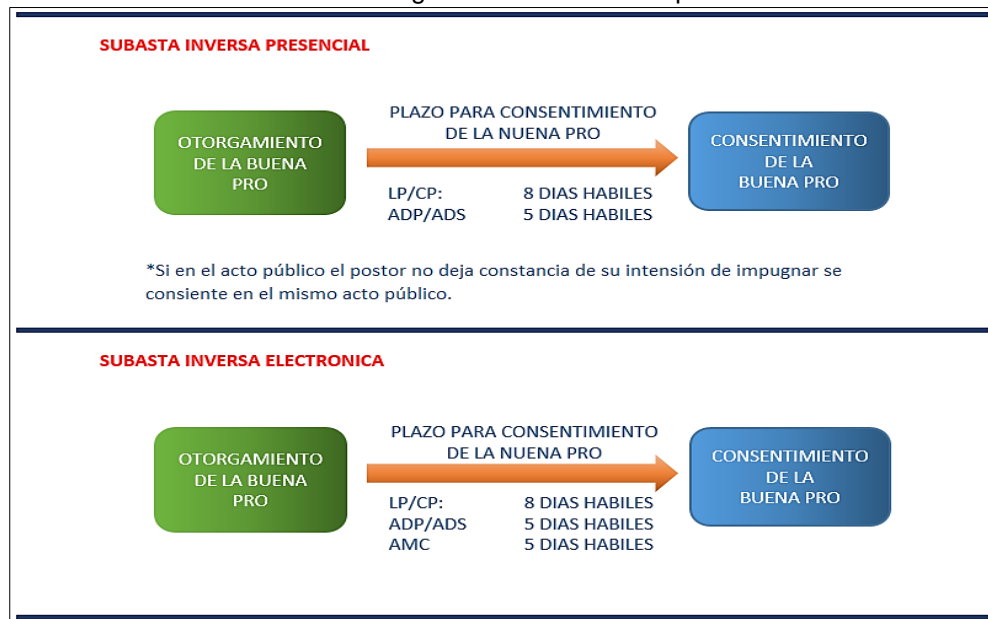 SUBASTA INVERSA PRESENCIAL
OTORGAMIENTO
DE LA BUENA
PRO
PLAZO PARA CONSENTIMIENTO
DE LA NUENA PRO
LP/CP: 8 DIAS HABILES
ADP/ADS 5 DIAS HABILES
CONSENTIMIENTO
DE LA
BUENA PRO
*Si en el acto público el postor no deja constancia de su intensión de impugnar se
consiente en el mismo acto público.
SUBASTA INVERSA ELECTRONICA
OTORGAMIENTO
DE LA BUENA
PRO
PLAZO PARA CONSENTIMIENTO
DE LA NUENA PRO
LP/CP: 8 DIAS HABILES
ADP/ADS 5 DIAS HABILES
AMC 5 DIAS HABILES
CONSENTIMIENTO
DE LA
BUENA PRO